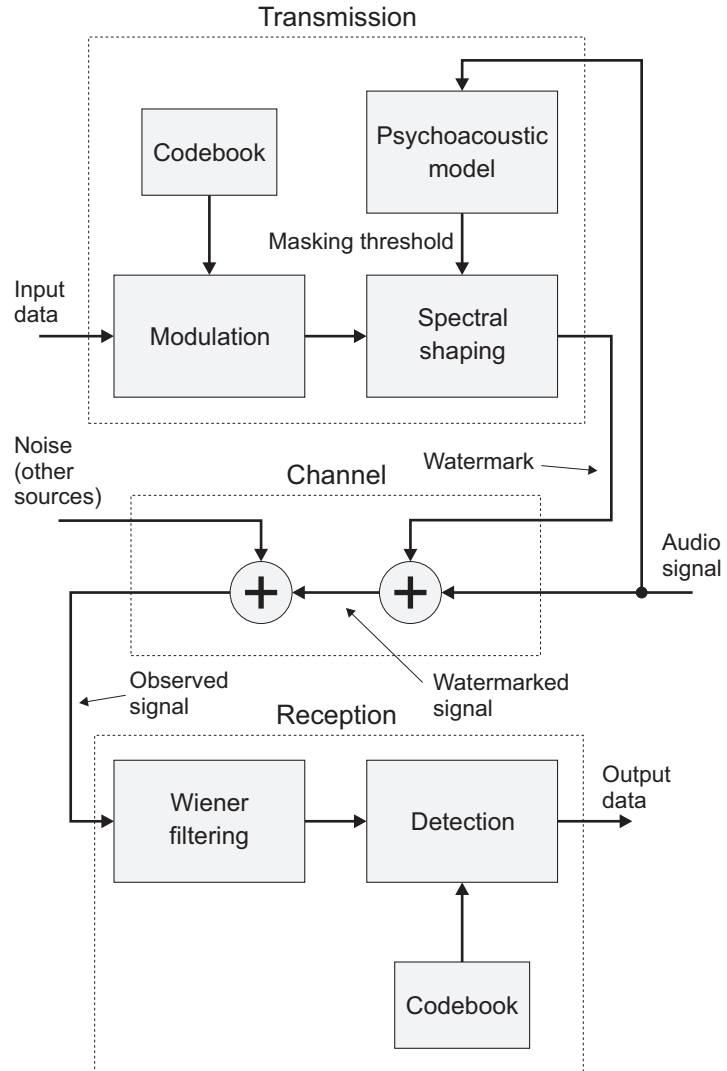 Transmission
Codebook
Psychoacoustic
model
Masking threshold
Input
data
Modulation
Spectral
shaping
Noise
(other
sources)
Watermark
Channel
Audio
signal
+
+
Observed
signal
Watermarked
signal
Reception
Wiener
filtering
Detection
Output
data
Codebook